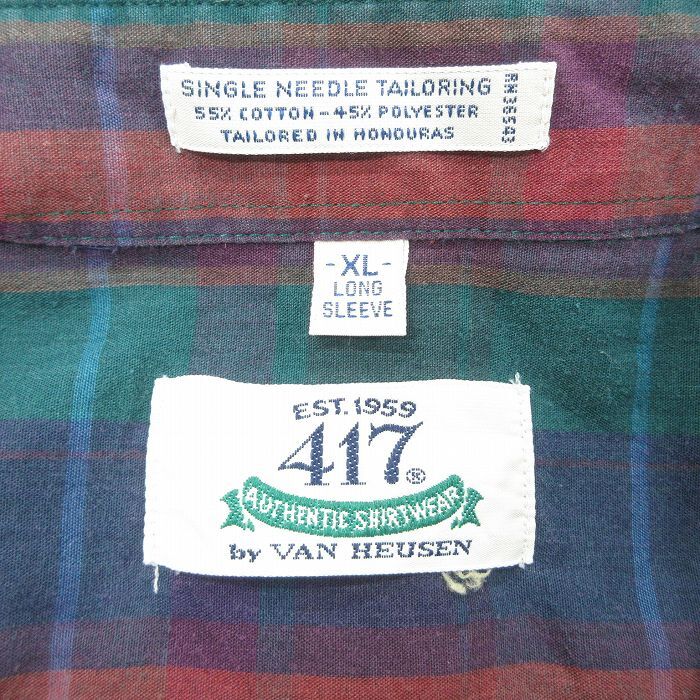 SINGLE NEEDLE TAILORING
55% COTTON - 45% POLYESTER
TAILORED IN HONDURAS
RN36543
-XL-
LONG
SLEEVE
EST. 1959
417®
AUTHENTIC SHIRTWEAR
by VAN HEUSEN